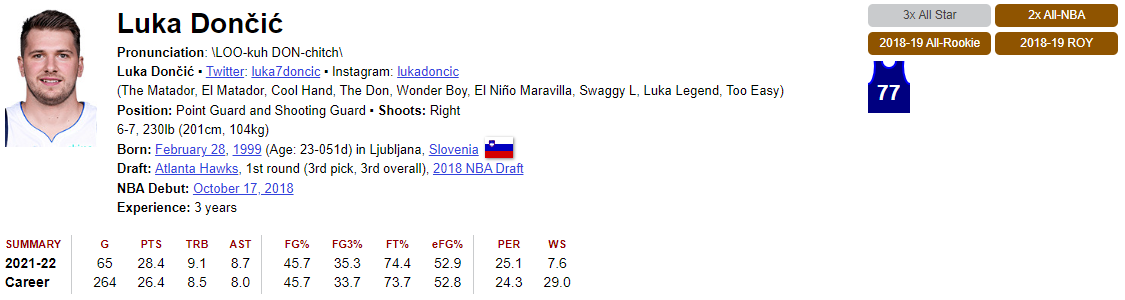 Luka Dončić
Pronunciation: \LOO-kuh DON-chitch\
Luka Dončić ▪ Twitter: luka7doncic ▪ Instagram: lukadoncic
(The Matador, El Matador, Cool Hand, The Don, Wonder Boy, El Niño Maravilla, Swaggy L, Luka Legend, Too Easy)
Position: Point Guard and Shooting Guard ▪ Shoots: Right
6-7, 230lb (201cm, 104kg)
Born: February 28, 1999 (Age: 23-051d) in Ljubljana, Slovenia
Draft: Atlanta Hawks, 1st round (3rd pick, 3rd overall), 2018 NBA Draft
NBA Debut: October 17, 2018
Experience: 3 years
3x All Star 2x All-NBA
2018-19 All-Rookie 2018-19 ROY
77
SUMMARY G PTS TRB AST FG% FG3% FT% eFG% PER WS
2021-22 65 28.4 9.1 8.7 45.7 35.3 74.4 52.9 25.1 7.6
Career 264 26.4 8.5 8.0 45.7 33.7 73.7 52.8 24.3 29.0